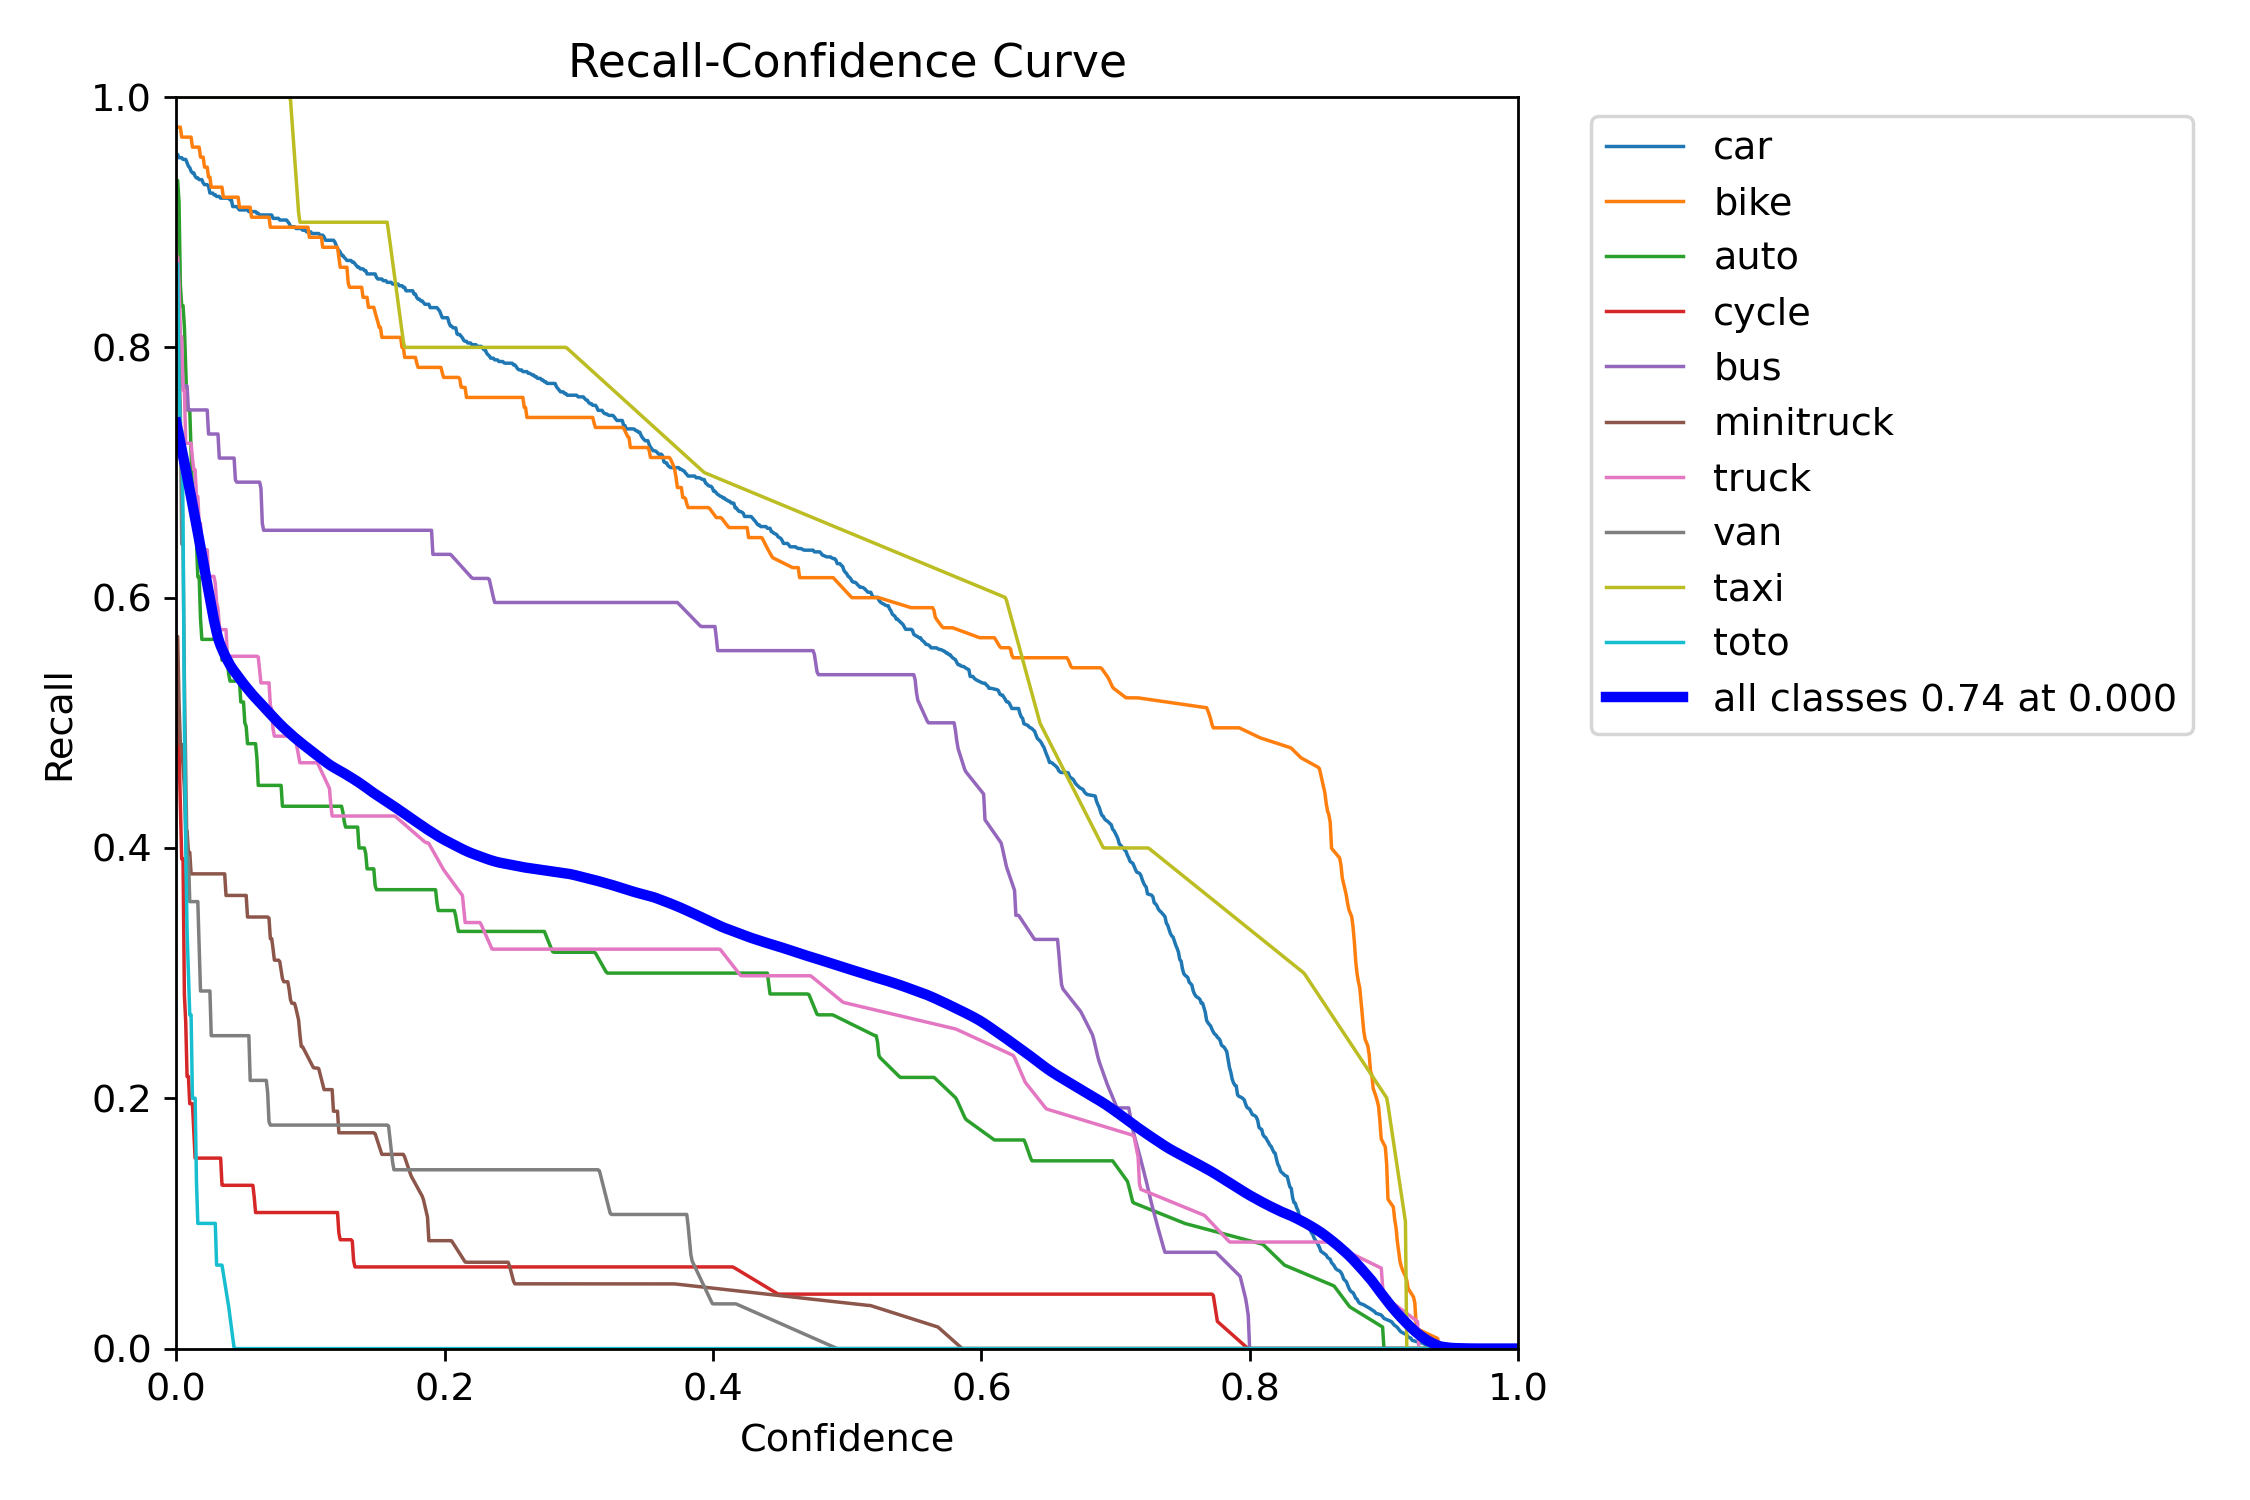 Recall-Confidence Curve
1.0
0.8
0.6
0.4
0.2
0.0
Recall
0.0 0.2 0.4 0.6 0.8 1.0
Confidence
car
bike
auto
cycle
bus
minitruck
truck
van
taxi
toto
all classes 0.74 at 0.000